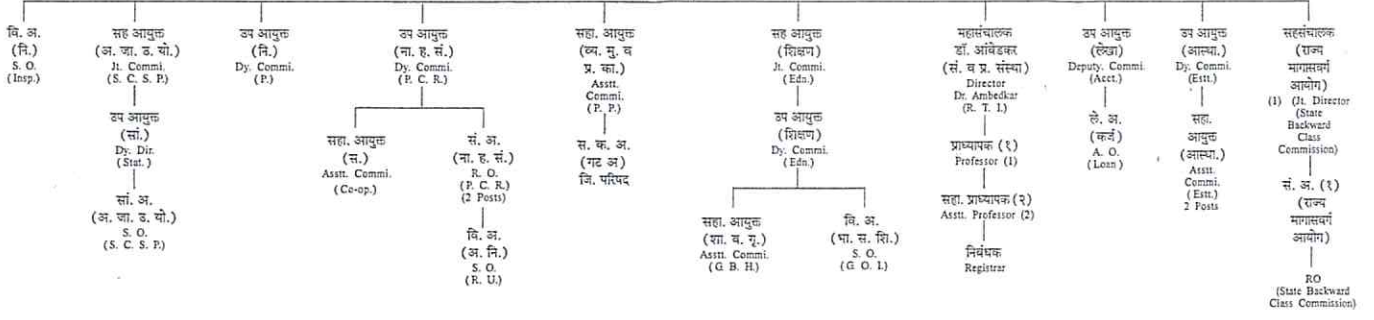 वि. अ.
(नि.)
S. O.
(Insp.)
सह आयुक्त
(अ. जा. उ. यो.)
Jt. Commi.
(S. C. S. P.)
उप आयुक्त
(सां.)
Dy. Dir.
(Stat.)
सां. अ.
(अ. जा. उ. यो.)
S. O.
(S. C. S. P.)
उप आयुक्त
(नि.)
Dy. Commi.
(P.)
उप आयुक्त
(ना. ह. सं.)
Dy. Commi.
(P. C. R.)
सहा. आयुक्त
(स.)
Asstt. Commi.
(Co-op.)
सं. अ.
(ना. ह. सं.)
R. O.
(P. C. R.)
(2 Posts)
वि. अ.
(अ. नि.)
S. O.
(R. U.)
सहा. आयुक्त
(व्य. मु. व
प्र. का.)
Asstt.
Commi.
(P. P.)
स. क. अ.
(गट अ)
जि. परिषद
सह आयुक्त
(शिक्षण)
Jt. Commi.
(Edn.)
उप आयुक्त
(शिक्षण)
Dy. Commi.
(Edn.)
सहा. आयुक्त
(शा. व. गृ.)
Asstt. Commi.
(G. B. H.)
वि. अ.
(भा. स. शि.)
S. O.
(G. O. I.)
महासंचालक
डॉ. आंबेडकर
(सं. व प्र. संस्था)
Director
Dr. Ambedkar
(R. T. I.)
प्राध्यापक (१)
Professor (1)
सहा. प्राध्यापक (२)
Asstt. Professor (2)
निबंधक
Registrar
उप आयुक्त
(लेखा)
Deputy. Commi.
(Acct.)
ले. अ.
(कर्ज)
A. O.
(Loan)
उप आयुक्त
(आस्था.)
Dy. Commi.
(Estt.)
सहा.
आयुक्त
(आस्था.)
Asstt.
Commi.
(Estt.)
2 Posts
सहसंचालक
(राज्य
मागासवर्ग
आयोग)
(1) (Jt. Director
(State
Backward
Class
Commission)
सं. अ. (१)
(राज्य
मागासवर्ग
आयोग)
RO
(State Backward
Class Commission)